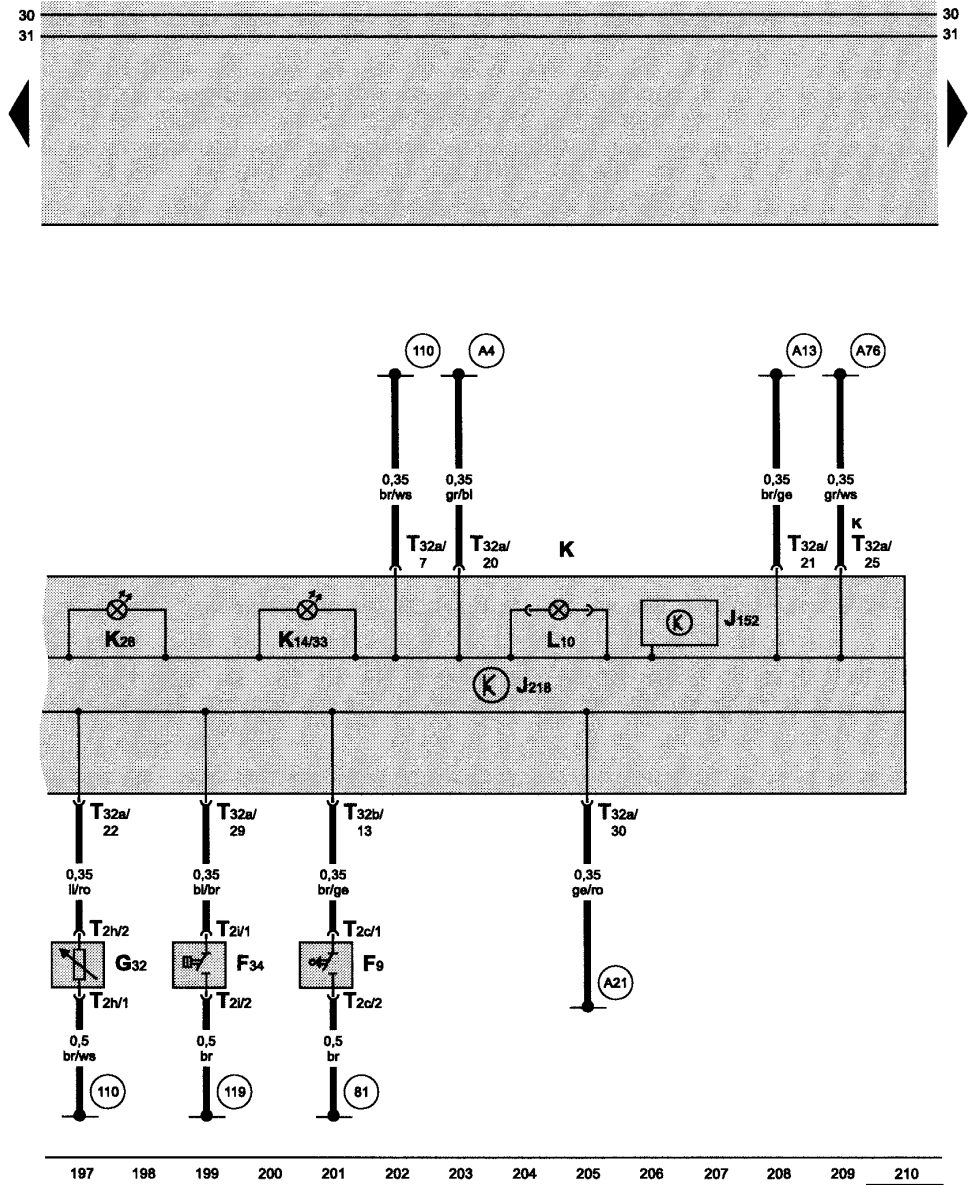 30 30
31 31
110 A4 A13 A76
0,35 0,35 0,35 0,35
br/ws gr/bl br/ge gr/ws
K
T32a/ T32a/ K T32a/ T32a/
7 20 21 25
K28 K14/33 L10 K J152
K J218
T32a/ T32a/ T32b/ T32a/
22 29 13 30
0,35 0,35 0,35 0,35
li/ro bl/br br/ge ge/ro
T2h/2 T2i/1 T2c/1
G32 F34 F9
A21
T2h/1 T2i/2 T2c/2
0,5 0,5 0,5
br/ws br br
110 119 81
197 198 199 200 201 202 203 204 205 206 207 208 209 210